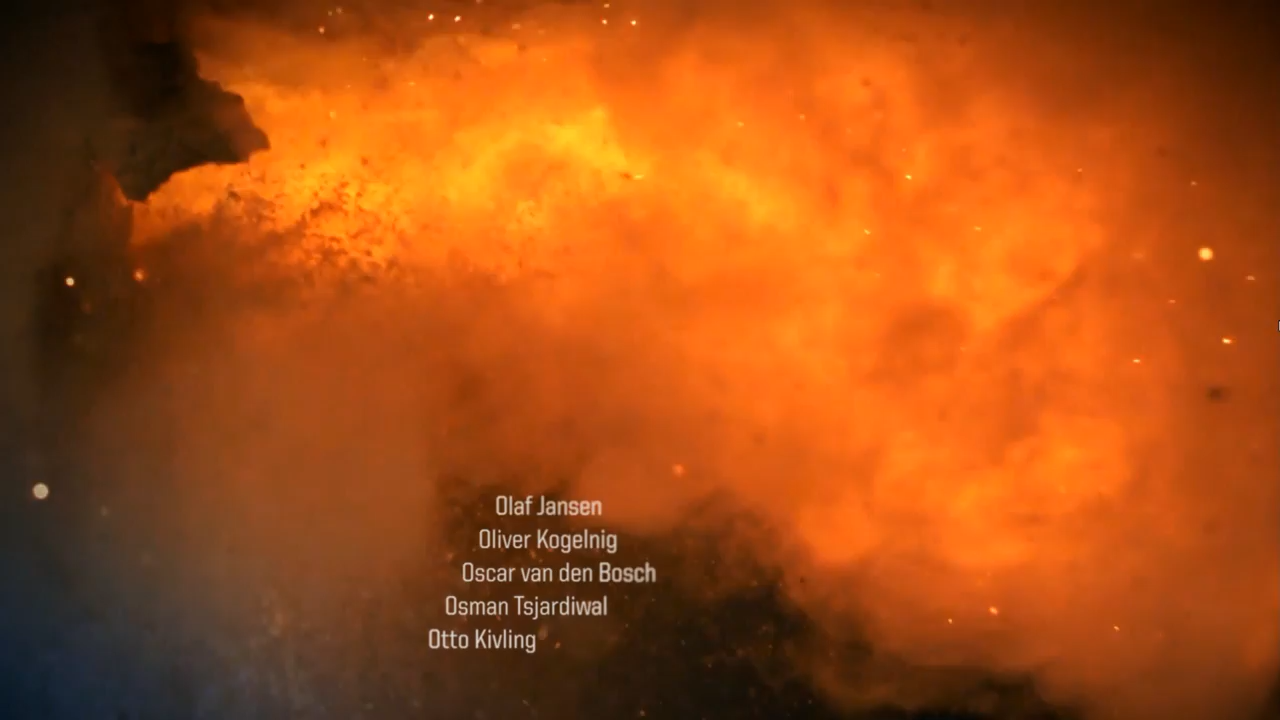 Olaf Jansen
Oliver Kogelnig
Oscar van den Bosch
Osman Tsjardiwal
Otto Kivling